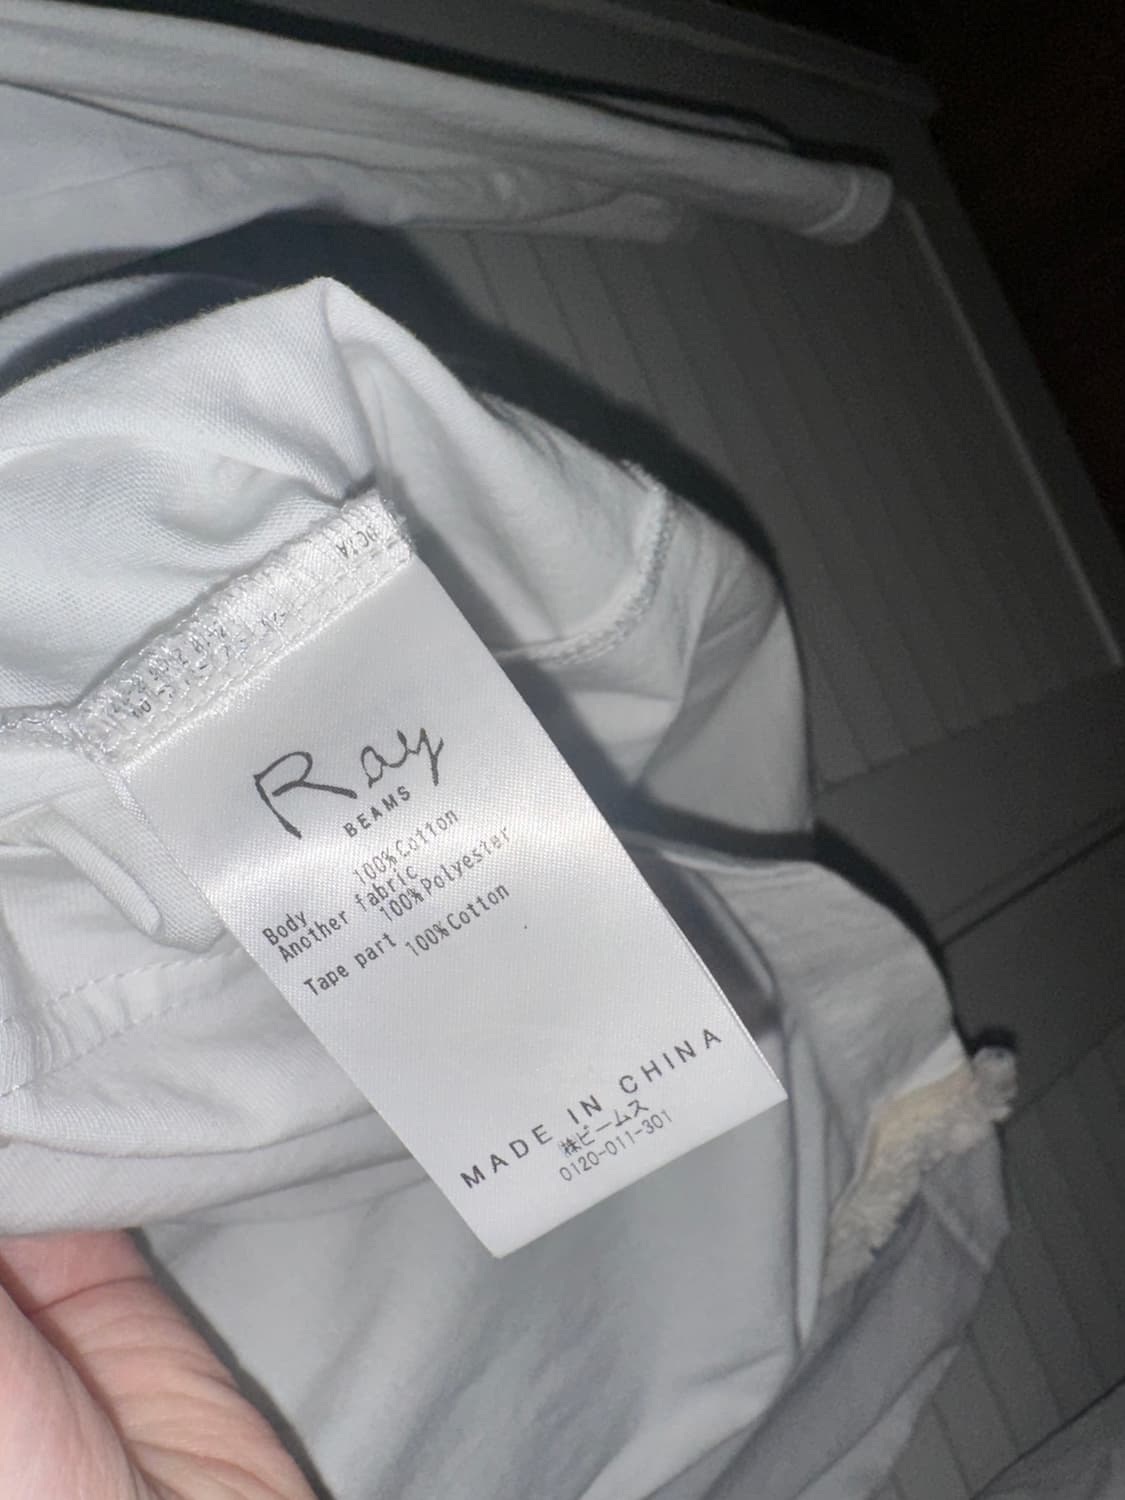 Ray
BEAMS
Body 100%Cotton
Another fabric
100%Polyester
Tape part 100%Cotton
MADE IN CHINA
㈱ビームス
0120-011-301